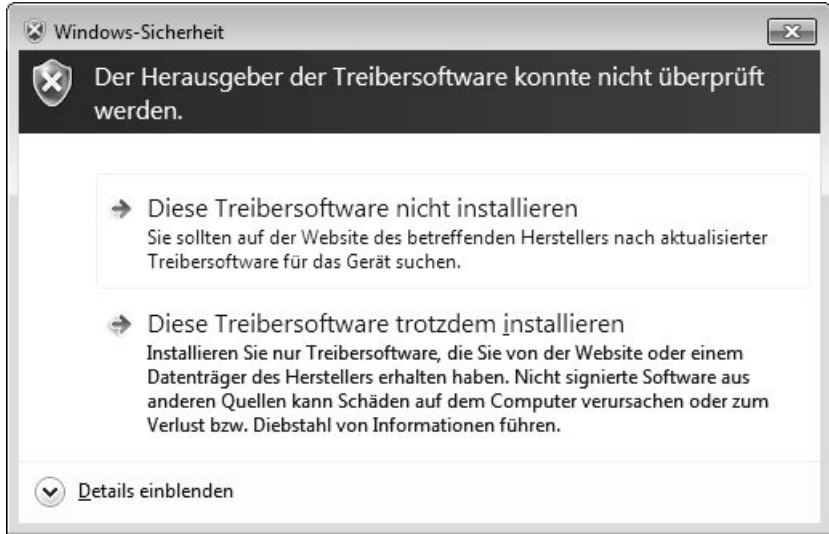 Windows-Sicherheit
Der Herausgeber der Treibersoftware konnte nicht überprüft
werden.
Diese Treibersoftware nicht installieren
Sie sollten auf der Website des betreffenden Herstellers nach aktualisierter
Treibersoftware für das Gerät suchen.
Diese Treibersoftware trotzdem installieren
Installieren Sie nur Treibersoftware, die Sie von der Website oder einem
Datenträger des Herstellers erhalten haben. Nicht signierte Software aus
anderen Quellen kann Schäden auf dem Computer verursachen oder zum
Verlust bzw. Diebstahl von Informationen führen.
Details einblenden